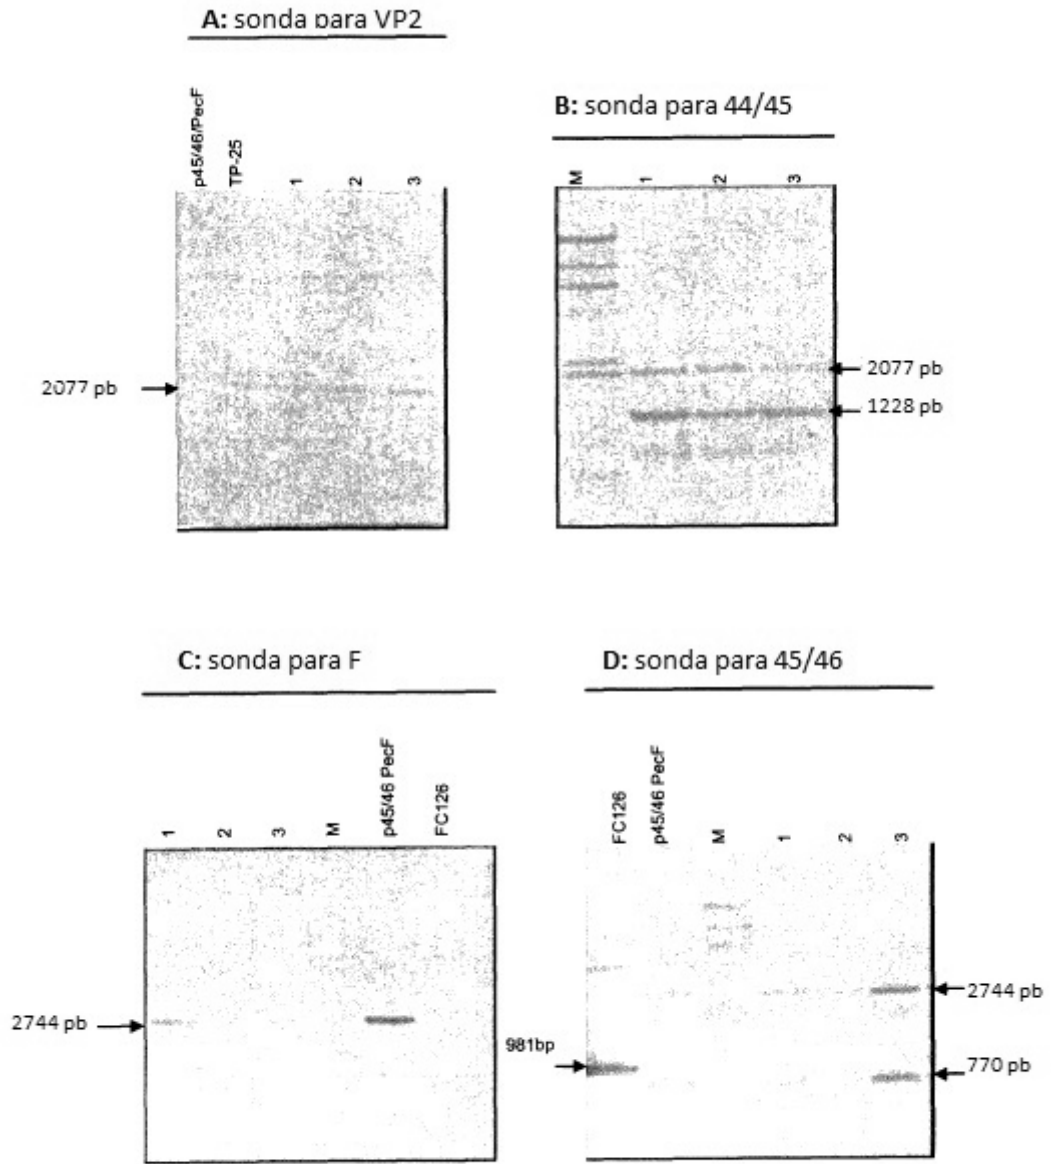 A: sonda para VP2
p45/46/PecF
TP-25
1
2
3
2077 pb
B: sonda para 44/45
M
1
2
3
2077 pb
1228 pb
C: sonda para F
1
2
3
M
p45/46 PecF
FC126
2744 pb
D: sonda para 45/46
FC126
p45/46 PecF
M
1
2
3
981bp
2744 pb
770 pb